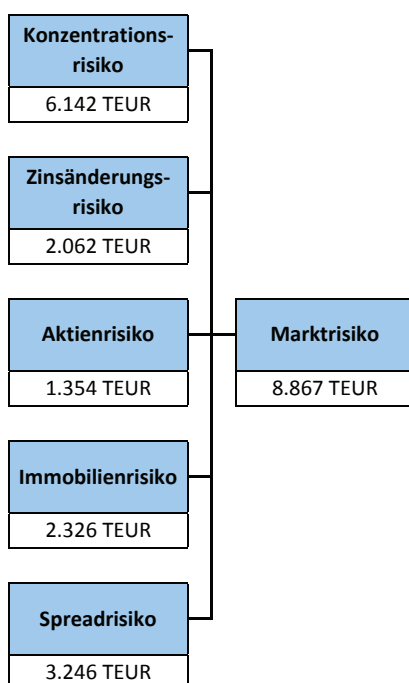 Konzentrations-
risiko
6.142 TEUR
Zinsänderungs-
risiko
2.062 TEUR
Aktienrisiko
1.354 TEUR
Marktrisiko
8.867 TEUR
Immobilienrisiko
2.326 TEUR
Spreadrisiko
3.246 TEUR